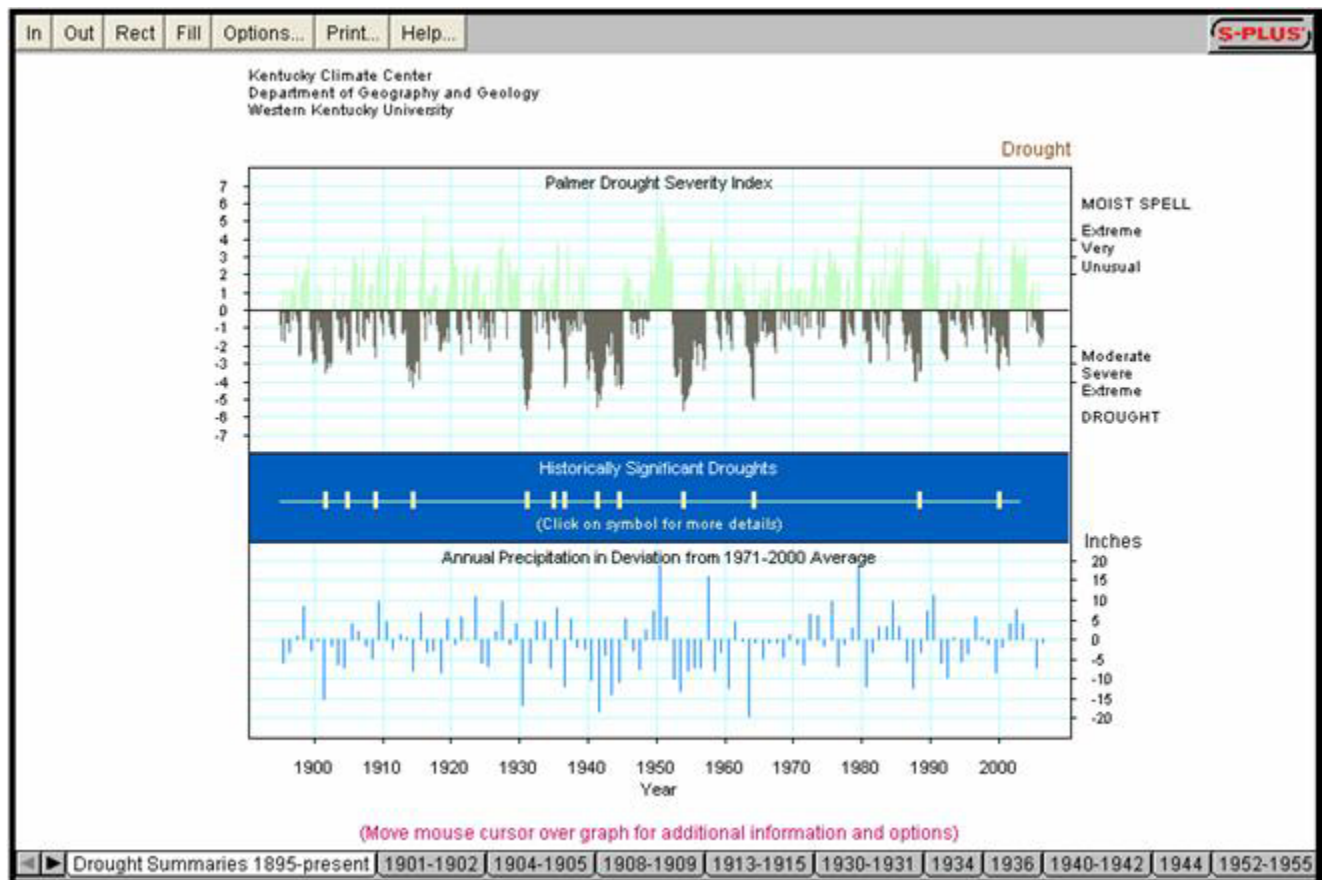 In Out Rect Fill Options... Print... Help...
S-PLUS
Kentucky Climate Center
Department of Geography and Geology
Western Kentucky University
Drought
Palmer Drought Severity Index
7
6
5
4
3
2
1
0
-1
-2
-3
-4
-5
-6
-7
MOIST SPELL
Extreme
Very
Unusual
Moderate
Severe
Extreme
DROUGHT
Historically Significant Droughts
(Click on symbol for more details)
Inches
Annual Precipitation in Deviation from 1971-2000 Average
20
15
10
5
0
-5
-10
-15
-20
1900 1910 1920 1930 1940 1950 1960 1970 1980 1990 2000
Year
(Move mouse cursor over graph for additional information and options)
Drought Summaries 1895-present 1901-1902 1904-1905 1908-1909 1913-1915 1930-1931 1934 1936 1940-1942 1944 1952-1955